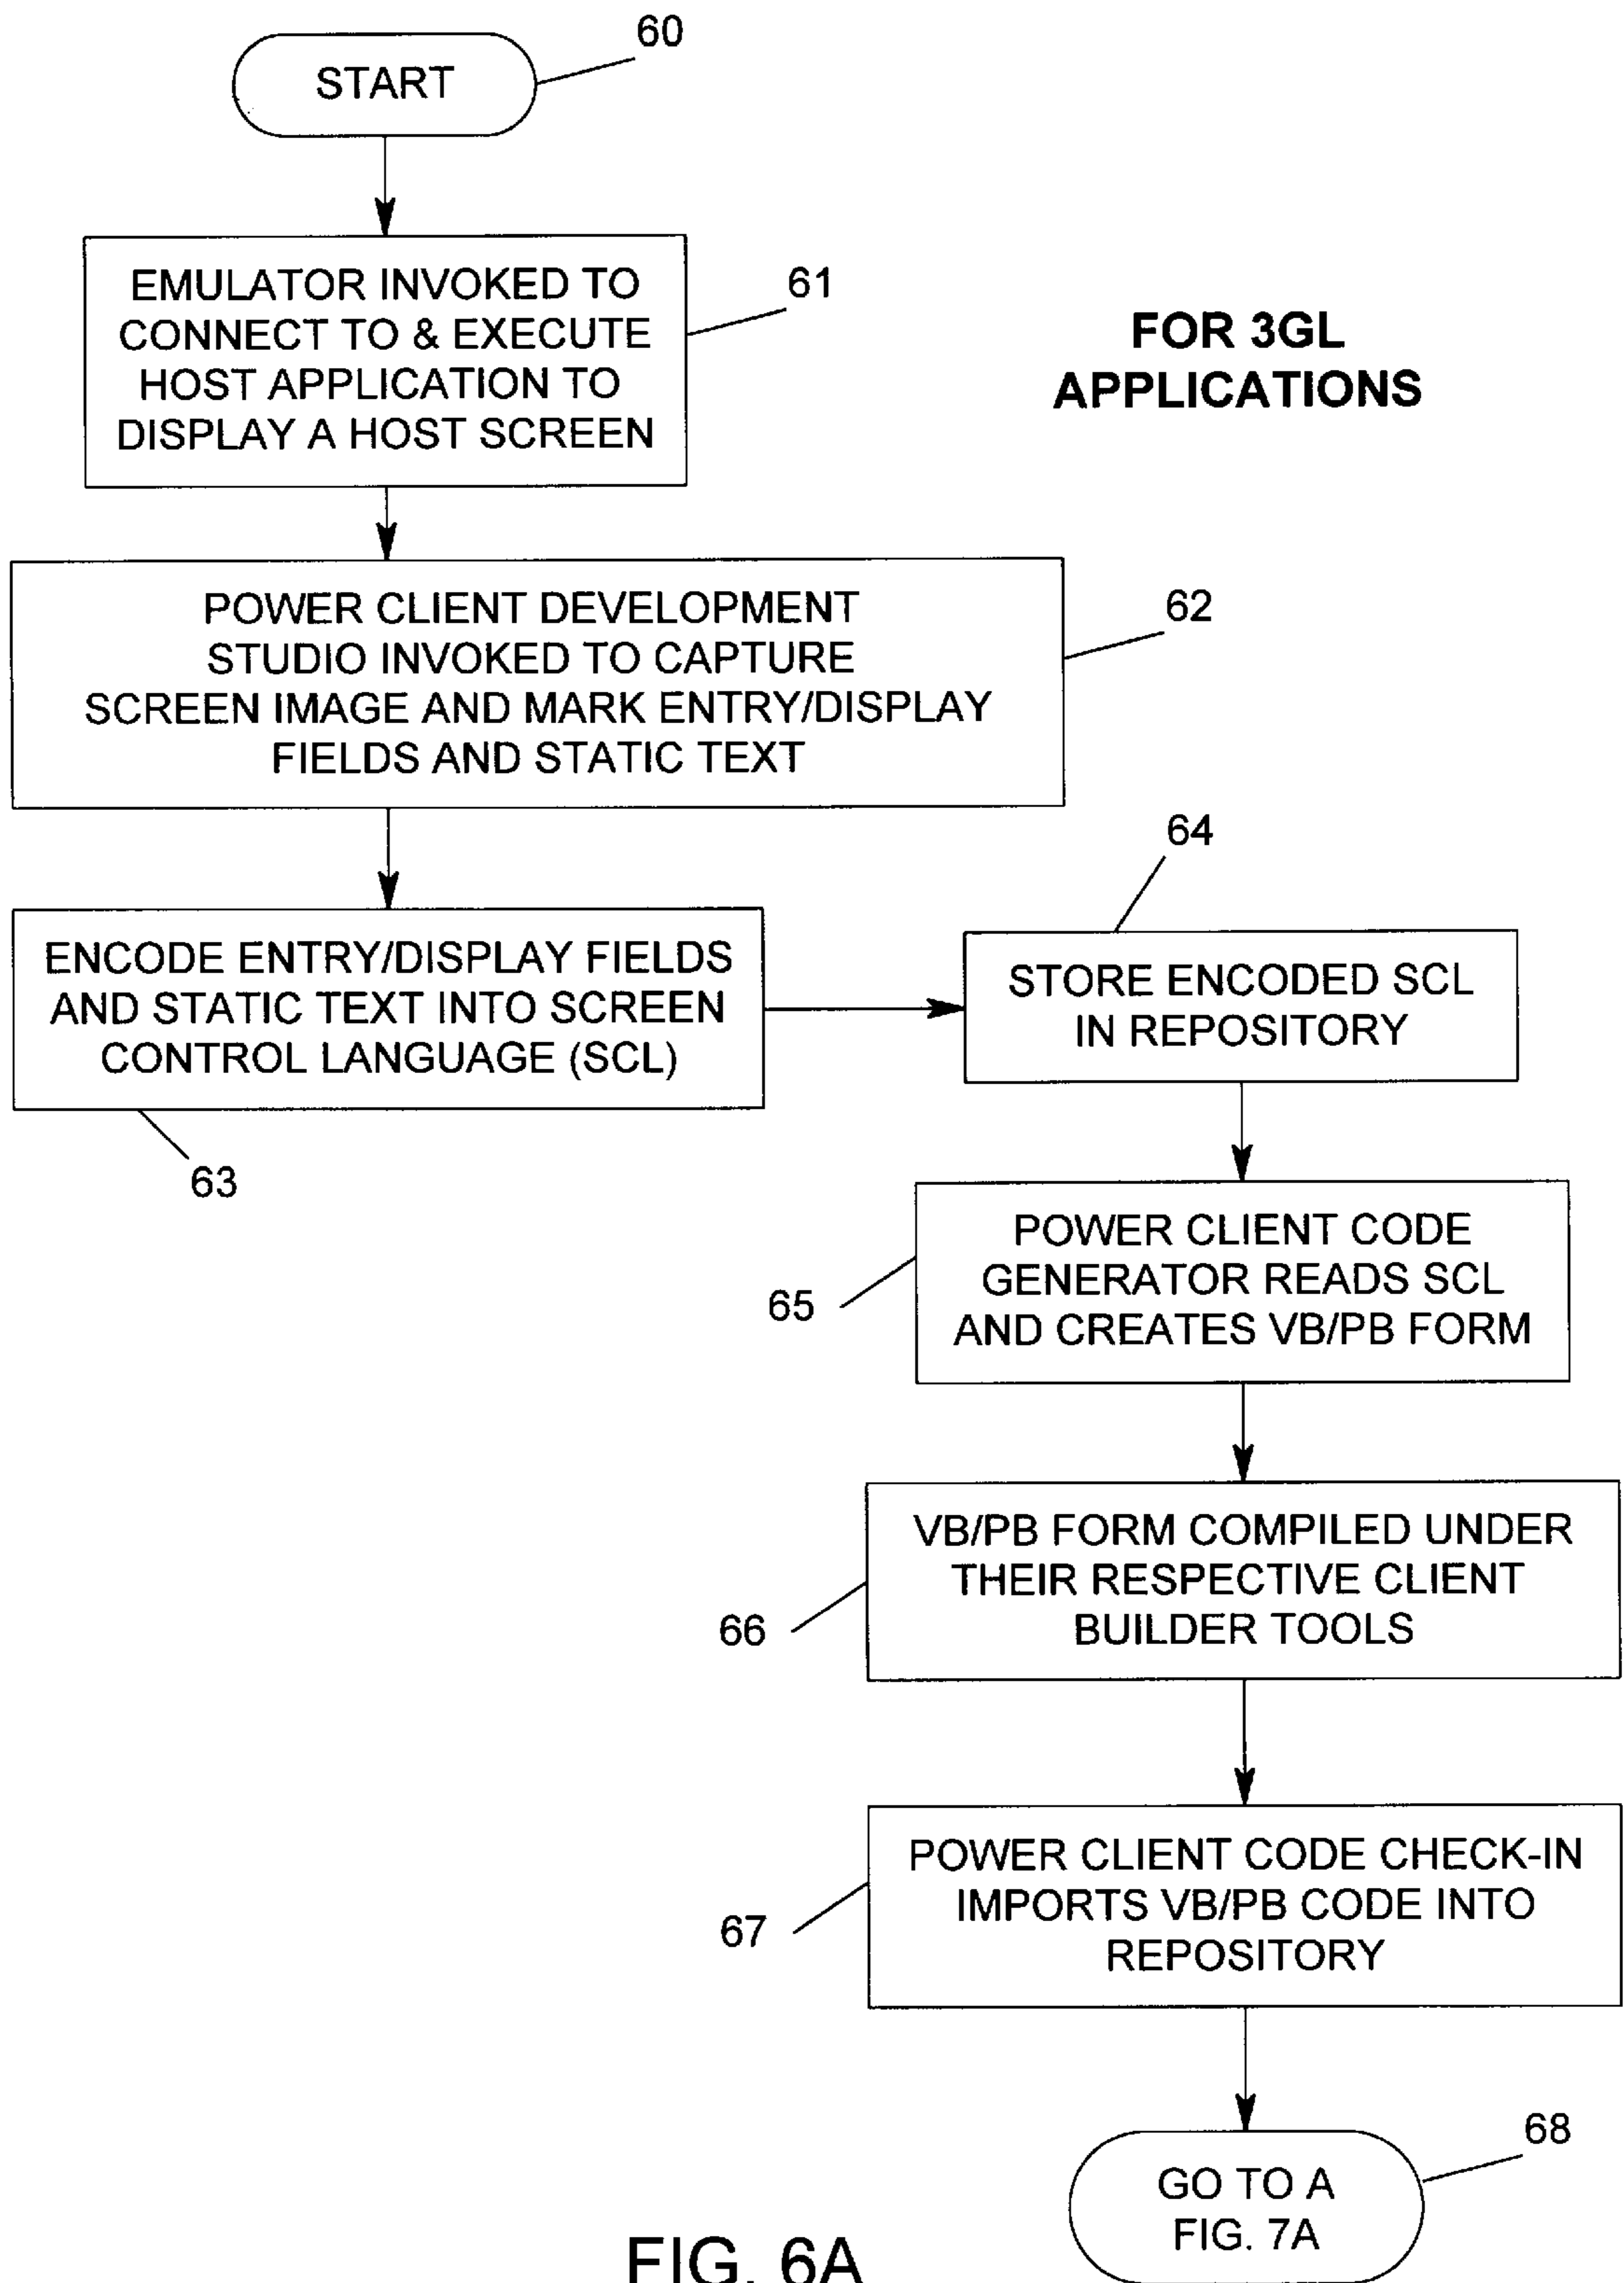 START
60
EMULATOR INVOKED TO
CONNECT TO & EXECUTE
HOST APPLICATION TO
DISPLAY A HOST SCREEN
61
FOR 3GL
APPLICATIONS
POWER CLIENT DEVELOPMENT
STUDIO INVOKED TO CAPTURE
SCREEN IMAGE AND MARK ENTRY/DISPLAY
FIELDS AND STATIC TEXT
62
ENCODE ENTRY/DISPLAY FIELDS
AND STATIC TEXT INTO SCREEN
CONTROL LANGUAGE (SCL)
63
64
STORE ENCODED SCL
IN REPOSITORY
POWER CLIENT CODE
GENERATOR READS SCL
AND CREATES VB/PB FORM
65
VB/PB FORM COMPILED UNDER
THEIR RESPECTIVE CLIENT
BUILDER TOOLS
66
POWER CLIENT CODE CHECK-IN
IMPORTS VB/PB CODE INTO
REPOSITORY
67
68
GO TO A
FIG. 7A
FIG. 6A